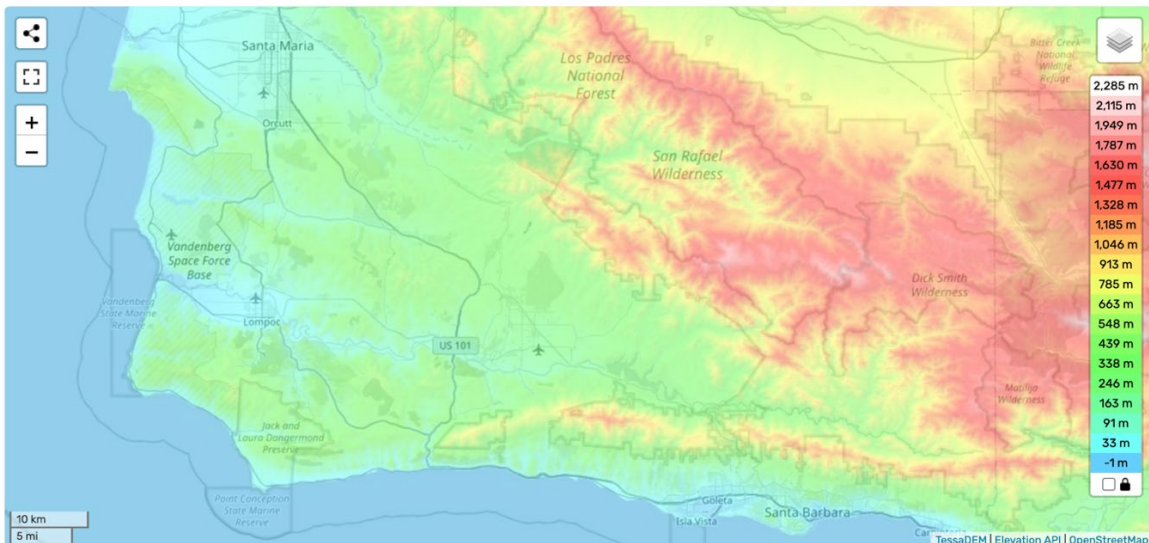 Santa Maria
Orcutt
Los Padres
National
Forest
San Rafael
Wilderness
Bitter Creek
National
Wildlife
Refuge
+
−
Vandenberg
Space Force
Base
Vandenberg
State Marine
Reserve
Lompoc
US 101
Dick Smith
Wilderness
Matilija
Wilderness
Jack and
Laura Dangermond
Preserve
Point Conception
State Marine
Reserve
Goleta
Isla Vista
Santa Barbara
2,285 m
2,115 m
1,949 m
1,787 m
1,630 m
1,477 m
1,328 m
1,185 m
1,046 m
913 m
785 m
663 m
548 m
439 m
338 m
246 m
163 m
91 m
33 m
-1 m
10 km
5 mi
TessaDEM | Elevation API | OpenStreetMap